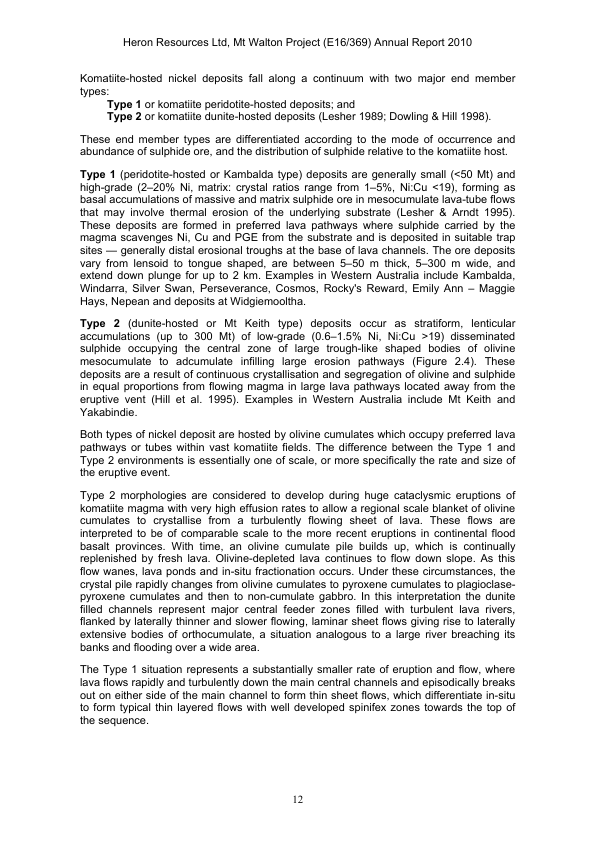 Heron Resources Ltd, Mt Walton Project (E16/369) Annual Report 2010
Komatiite-hosted nickel deposits fall along a continuum with two major end member
types:
Type 1 or komatiite peridotite-hosted deposits; and
Type 2 or komatiite dunite-hosted deposits (Lesher 1989; Dowling & Hill 1998).
These end member types are differentiated according to the mode of occurrence and
abundance of sulphide ore, and the distribution of sulphide relative to the komatiite host.
Type 1 (peridotite-hosted or Kambalda type) deposits are generally small (<50 Mt) and
high-grade (2–20% Ni, matrix: crystal ratios range from 1–5%, Ni:Cu <19), forming as
basal accumulations of massive and matrix sulphide ore in mesocumulate lava-tube flows
that may involve thermal erosion of the underlying substrate (Lesher & Arndt 1995).
These deposits are formed in preferred lava pathways where sulphide carried by the
magma scavenges Ni, Cu and PGE from the substrate and is deposited in suitable trap
sites — generally distal erosional troughs at the base of lava channels. The ore deposits
vary from lensoid to tongue shaped, are between 5–50 m thick, 5–300 m wide, and
extend down plunge for up to 2 km. Examples in Western Australia include Kambalda,
Windarra, Silver Swan, Perseverance, Cosmos, Rocky's Reward, Emily Ann – Maggie
Hays, Nepean and deposits at Widgiemooltha.
Type 2 (dunite-hosted or Mt Keith type) deposits occur as stratiform, lenticular
accumulations (up to 300 Mt) of low-grade (0.6–1.5% Ni, Ni:Cu >19) disseminated
sulphide occupying the central zone of large trough-like shaped bodies of olivine
mesocumulate to adcumulate infilling large erosion pathways (Figure 2.4). These
deposits are a result of continuous crystallisation and segregation of olivine and sulphide
in equal proportions from flowing magma in large lava pathways located away from the
eruptive vent (Hill et al. 1995). Examples in Western Australia include Mt Keith and
Yakabindie.
Both types of nickel deposit are hosted by olivine cumulates which occupy preferred lava
pathways or tubes within vast komatiite fields. The difference between the Type 1 and
Type 2 environments is essentially one of scale, or more specifically the rate and size of
the eruptive event.
Type 2 morphologies are considered to develop during huge cataclysmic eruptions of
komatiite magma with very high effusion rates to allow a regional scale blanket of olivine
cumulates to crystallise from a turbulently flowing sheet of lava. These flows are
interpreted to be of comparable scale to the more recent eruptions in continental flood
basalt provinces. With time, an olivine cumulate pile builds up, which is continually
replenished by fresh lava. Olivine-depleted lava continues to flow down slope. As this
flow wanes, lava ponds and in-situ fractionation occurs. Under these circumstances, the
crystal pile rapidly changes from olivine cumulates to pyroxene cumulates to plagioclase-
pyroxene cumulates and then to non-cumulate gabbro. In this interpretation the dunite
filled channels represent major central feeder zones filled with turbulent lava rivers,
flanked by laterally thinner and slower flowing, laminar sheet flows giving rise to laterally
extensive bodies of orthocumulate, a situation analogous to a large river breaching its
banks and flooding over a wide area.
The Type 1 situation represents a substantially smaller rate of eruption and flow, where
lava flows rapidly and turbulently down the main central channels and episodically breaks
out on either side of the main channel to form thin sheet flows, which differentiate in-situ
to form typical thin layered flows with well developed spinifex zones towards the top of
the sequence.
12